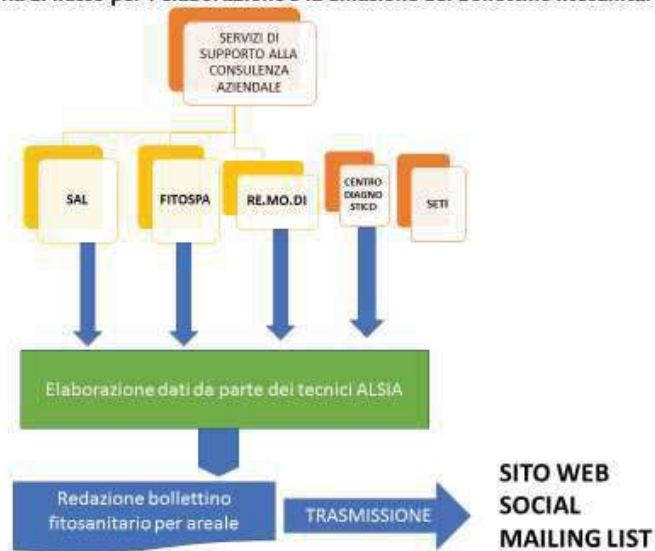 SERVIZI DI
SUPPORTO ALLA
CONSULENZA
AZIENDALE
SAL
FITOSPA
RE.MO.DI
CENTRO
DIAGNO
STICO
SETI
Elaborazione dati da parte dei tecnici ALSIA
Redazione bollettino
fitosanitario per areale
TRASMISSIONE
SITO WEB
SOCIAL
MAILING LIST